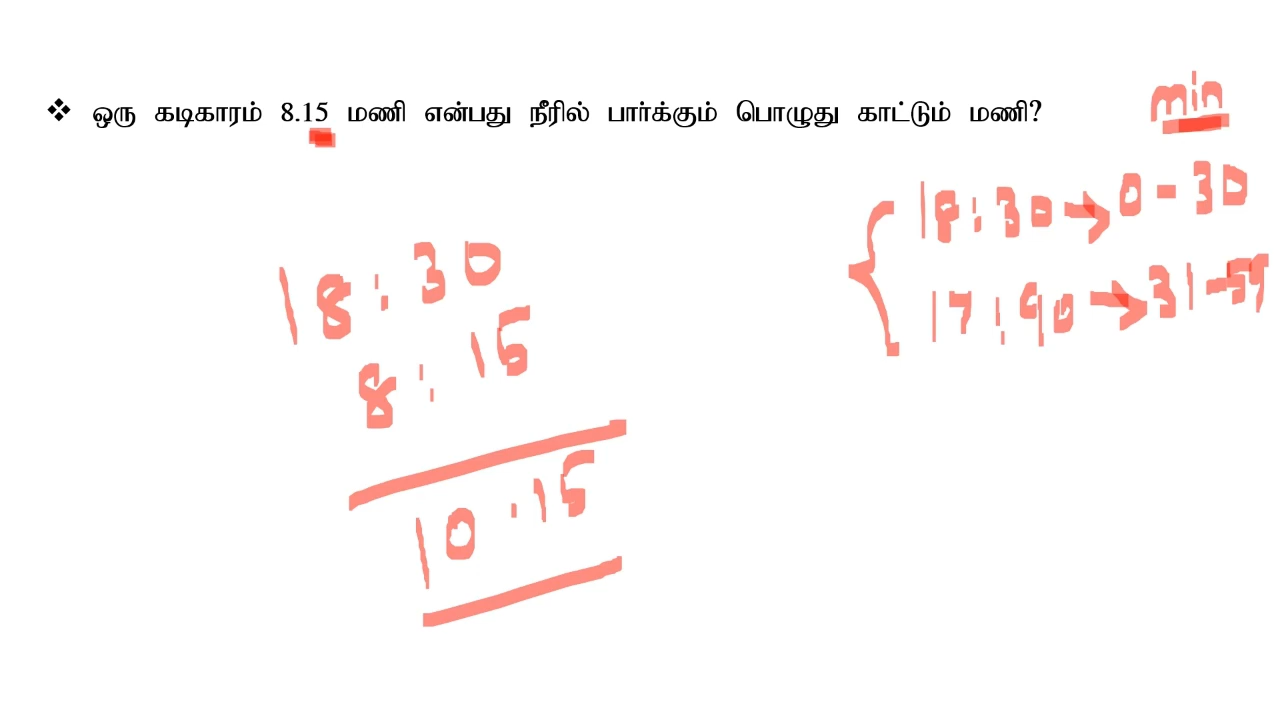 ❖ ஒரு கடிகாரம் 8.15 மணி என்பது நீரில் பார்க்கும் பொழுது காட்டும் மணி?
min
18:30 → 0-30
17:90 → 31-59
18:30
8:15
10.15